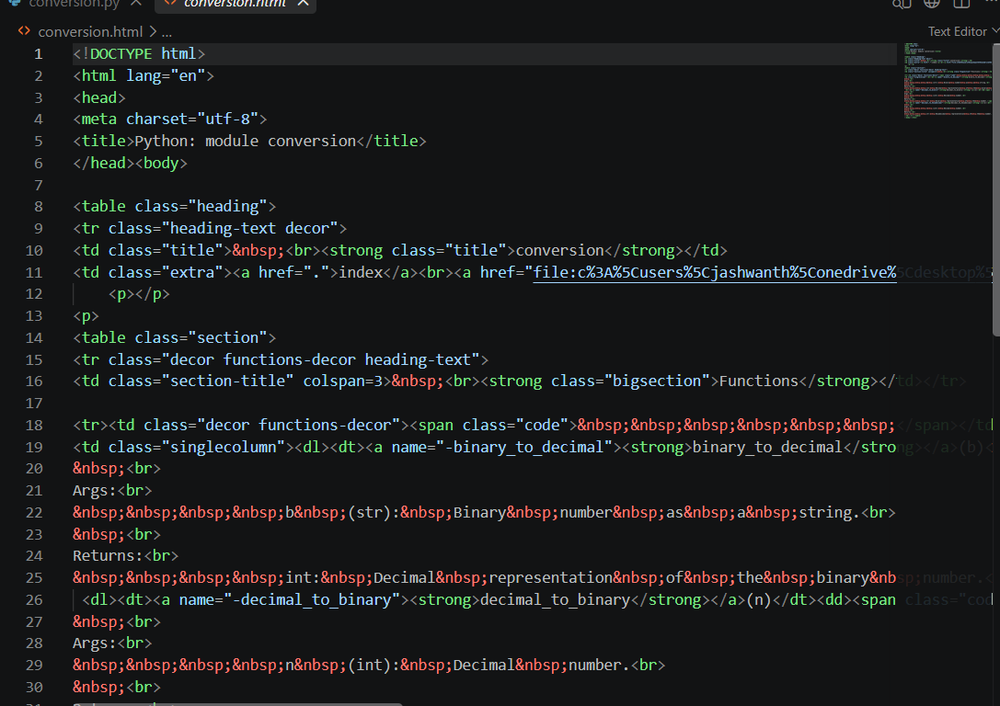 conversion.py
conversion.html
conversion.html > ...
Text Editor
1 <!DOCTYPE html>
2 <html lang="en">
3 <head>
4 <meta charset="utf-8">
5 <title>Python: module conversion</title>
6 </head><body>
7
8 <table class="heading">
9 <tr class="heading-text decor">
10 <td class="title">&nbsp;<br><strong class="title">conversion</strong></td>
11 <td class="extra"><a href=".">index</a><br><a href="file:c%3A%5Cusers%5Cjashwanth%5Conedrive%5Cdesktop%5
12 <p></p>
13 <p>
14 <table class="section">
15 <tr class="decor functions-decor heading-text">
16 <td class="section-title" colspan=3>&nbsp;<br><strong class="bigsection">Functions</strong></td></tr>
17
18 <tr><td class="decor functions-decor"><span class="code">&nbsp;&nbsp;&nbsp;&nbsp;&nbsp;&nbsp;</span></td
19 <td class="singlecolumn"><dl><dt><a name="-binary_to_decimal"><strong>binary_to_decimal</strong></a>(b)<
20 &nbsp;<br>
21 Args:<br>
22 &nbsp;&nbsp;&nbsp;&nbsp;b&nbsp;(str):&nbsp;Binary&nbsp;number&nbsp;as&nbsp;a&nbsp;string.<br>
23 &nbsp;<br>
24 Returns:<br>
25 &nbsp;&nbsp;&nbsp;&nbsp;int:&nbsp;Decimal&nbsp;representation&nbsp;of&nbsp;the&nbsp;binary&nbsp;number.<
26 <dl><dt><a name="-decimal_to_binary"><strong>decimal_to_binary</strong></a>(n)</dt><dd><span class="cod
27 &nbsp;<br>
28 Args:<br>
29 &nbsp;&nbsp;&nbsp;&nbsp;n&nbsp;(int):&nbsp;Decimal&nbsp;number.<br>
30 &nbsp;<br>